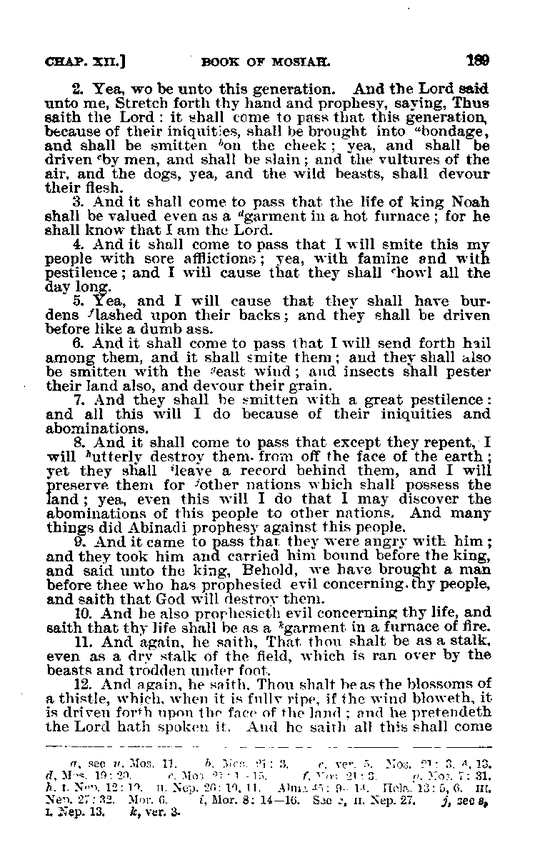 CHAP. XII.] BOOK OF MOSIAH. 189
2. Yea, wo be unto this generation. And the Lord said
unto me, Stretch forth thy hand and prophesy, saying, Thus
saith the Lord : it shall come to pass that this generation,
because of their iniquities, shall be brought into ᵃbondage,
and shall be smitten ᵇon the cheek ; yea, and shall be
driven ᶜby men, and shall be slain ; and the vultures of the
air, and the dogs, yea, and the wild beasts, shall devour
their flesh.
3. And it shall come to pass that the life of king Noah
shall be valued even as a ᵈgarment in a hot furnace ; for he
shall know that I am the Lord.
4. And it shall come to pass that I will smite this my
people with sore afflictions ; yea, with famine and with
pestilence ; and I will cause that they shall ᵉhowl all the
day long.
5. Yea, and I will cause that they shall have bur-
dens ᶠlashed upon their backs ; and they shall be driven
before like a dumb ass.
6. And it shall come to pass that I will send forth hail
among them, and it shall smite them ; and they shall also
be smitten with the ᵍeast wind ; and insects shall pester
their land also, and devour their grain.
7. And they shall be smitten with a great pestilence :
and all this will I do because of their iniquities and
abominations.
8. And it shall come to pass that except they repent, I
will ʰutterly destroy them from off the face of the earth ;
yet they shall ⁱleave a record behind them, and I will
preserve them for ʲother nations which shall possess the
land ; yea, even this will I do that I may discover the
abominations of this people to other nations. And many
things did Abinadi prophesy against this people.
9. And it came to pass that they were angry with him ;
and they took him and carried him bound before the king,
and said unto the king, Behold, we have brought a man
before thee who has prophesied evil concerning thy people,
and saith that God will destroy them.
10. And he also prophesieth evil concerning thy life, and
saith that thy life shall be as a ᵏgarment in a furnace of fire.
11. And again, he saith, That thou shalt be as a stalk,
even as a dry stalk of the field, which is ran over by the
beasts and trodden under foot.
12. And again, he saith, Thou shalt be as the blossoms of
a thistle, which, when it is fully ripe, if the wind bloweth, it
is driven forth upon the face of the land ; and he pretendeth
the Lord hath spoken it. And he saith all this shall come
a, see a, Mos. 11. b, Mos. 21 : 3. c, ver. 5. Mos. 21 : 3, 4, 13.
d, Mos. 19 : 20. e, Mos. 21 : 1–15. f, Mos. 21 : 3. g, Mos. 7 : 31.
h, I. Nep. 12 : 19. II. Nep. 26 : 10, 11. Alma 45 : 9–14. Hela. 13 : 5, 6. III.
Nep. 27 : 32. Mor. 6. i, Mor. 8 : 14—16. See II. Nep. 27. j, see
I. Nep. 13. k, ver. 3.